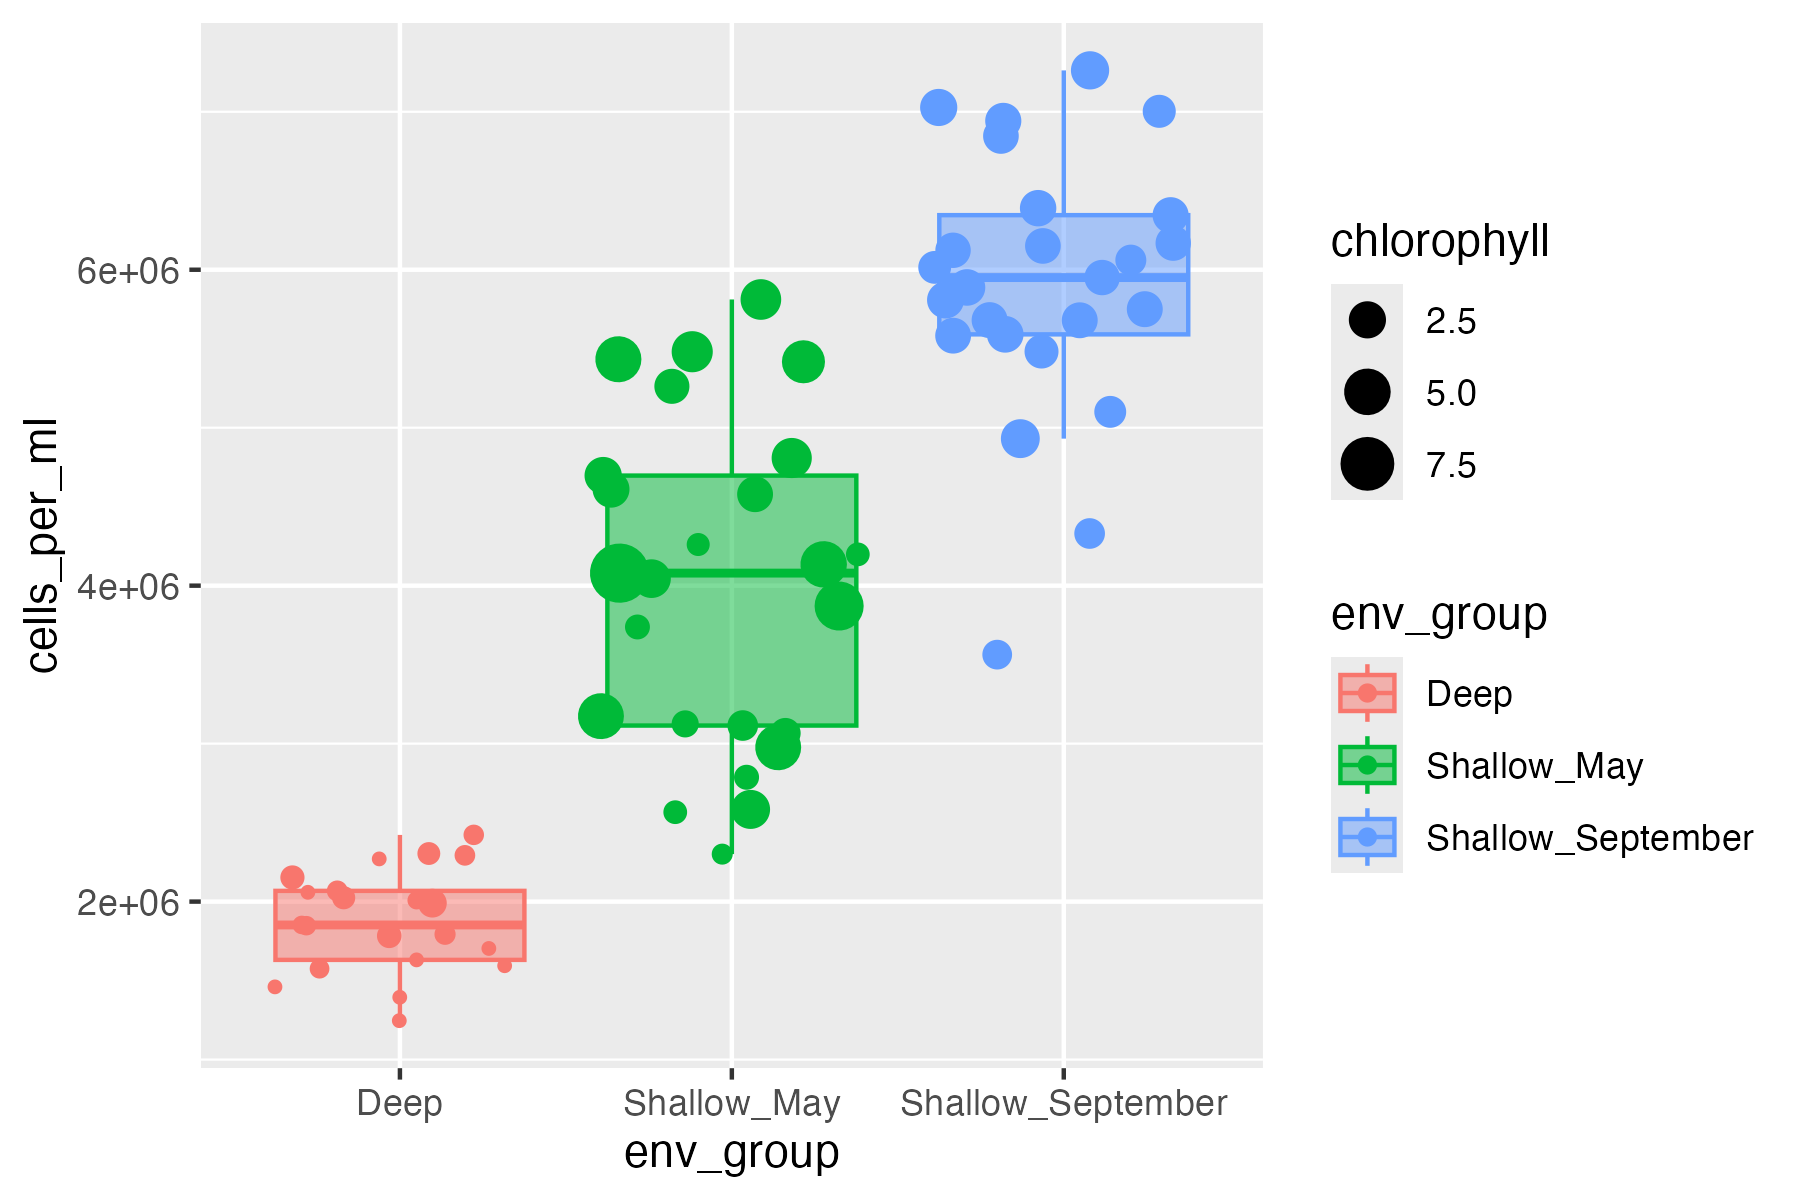 cells_per_ml
6e+06
4e+06
2e+06
Deep
Shallow_May
Shallow_September
env_group
chlorophyll
2.5
5.0
7.5
env_group
Deep
Shallow_May
Shallow_September